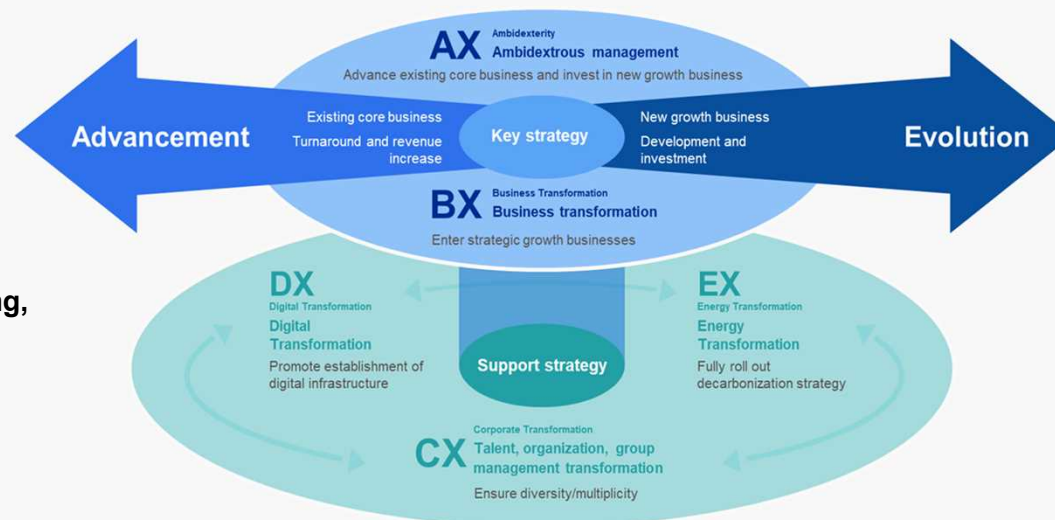 AX
Ambidexterity
Ambidextrous management
Advance existing core business and invest in new growth business
Advancement
Existing core business
Turnaround and revenue
increase
Key strategy
New growth business
Development and
investment
Evolution
BX
Business Transformation
Business transformation
Enter strategic growth businesses
DX
Digital Transformation
Digital
Transformation
Promote establishment of
digital infrastructure
EX
Energy Transformation
Energy
Transformation
Fully roll out
decarbonization strategy
Support strategy
CX
Corporate Transformation
Talent, organization, group
management transformation
Ensure diversity/multiplicity